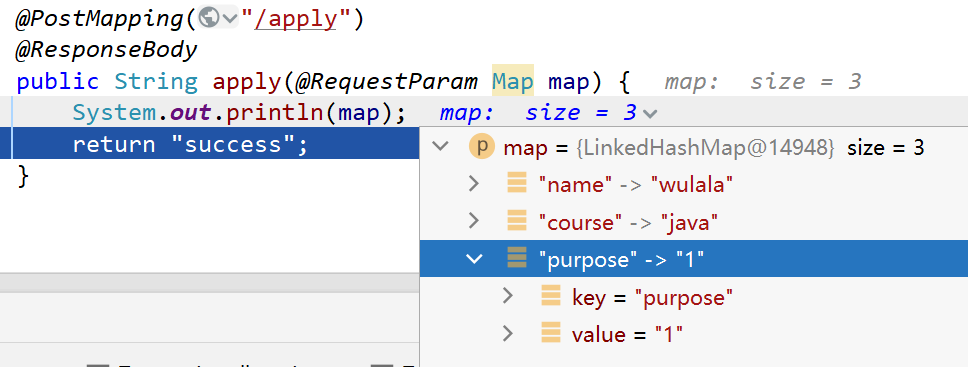 @PostMapping("/apply")
@ResponseBody
public String apply(@RequestParam Map map) { map: size = 3
System.out.println(map); map: size = 3
return "success";
}
p map = {LinkedHashMap@14948} size = 3
"name" -> "wulala"
"course" -> "java"
"purpose" -> "1"
key = "purpose"
value = "1"